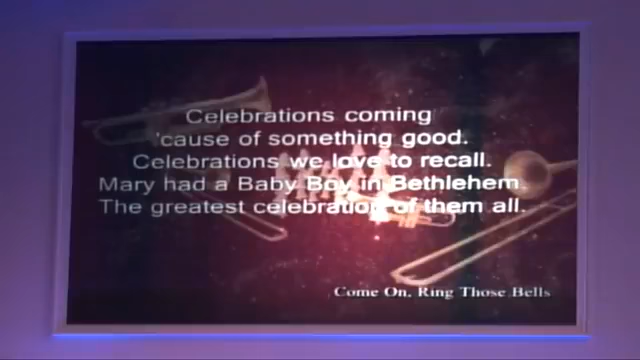 Celebrations coming
'cause of something good.
Celebrations we love to recall.
Mary had a Baby Boy in Bethlehem.
The greatest celebration of them all.
Come On, Ring Those Bells